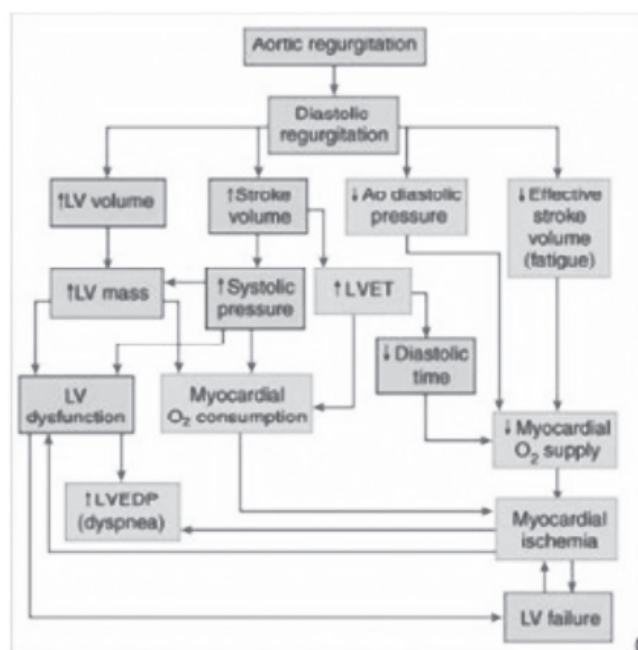 Aortic regurgitation
Diastolic
regurgitation
↑LV volume
↑Stroke
volume
↓Ao diastolic
pressure
↓Effective
stroke
volume
(fatigue)
↑LV mass
↑Systolic
pressure
↑LVET
↓Diastolic
time
LV
dysfunction
Myocardial
O₂ consumption
↓Myocardial
O₂ supply
↑LVEDP
(dyspnea)
Myocardial
ischemia
LV failure